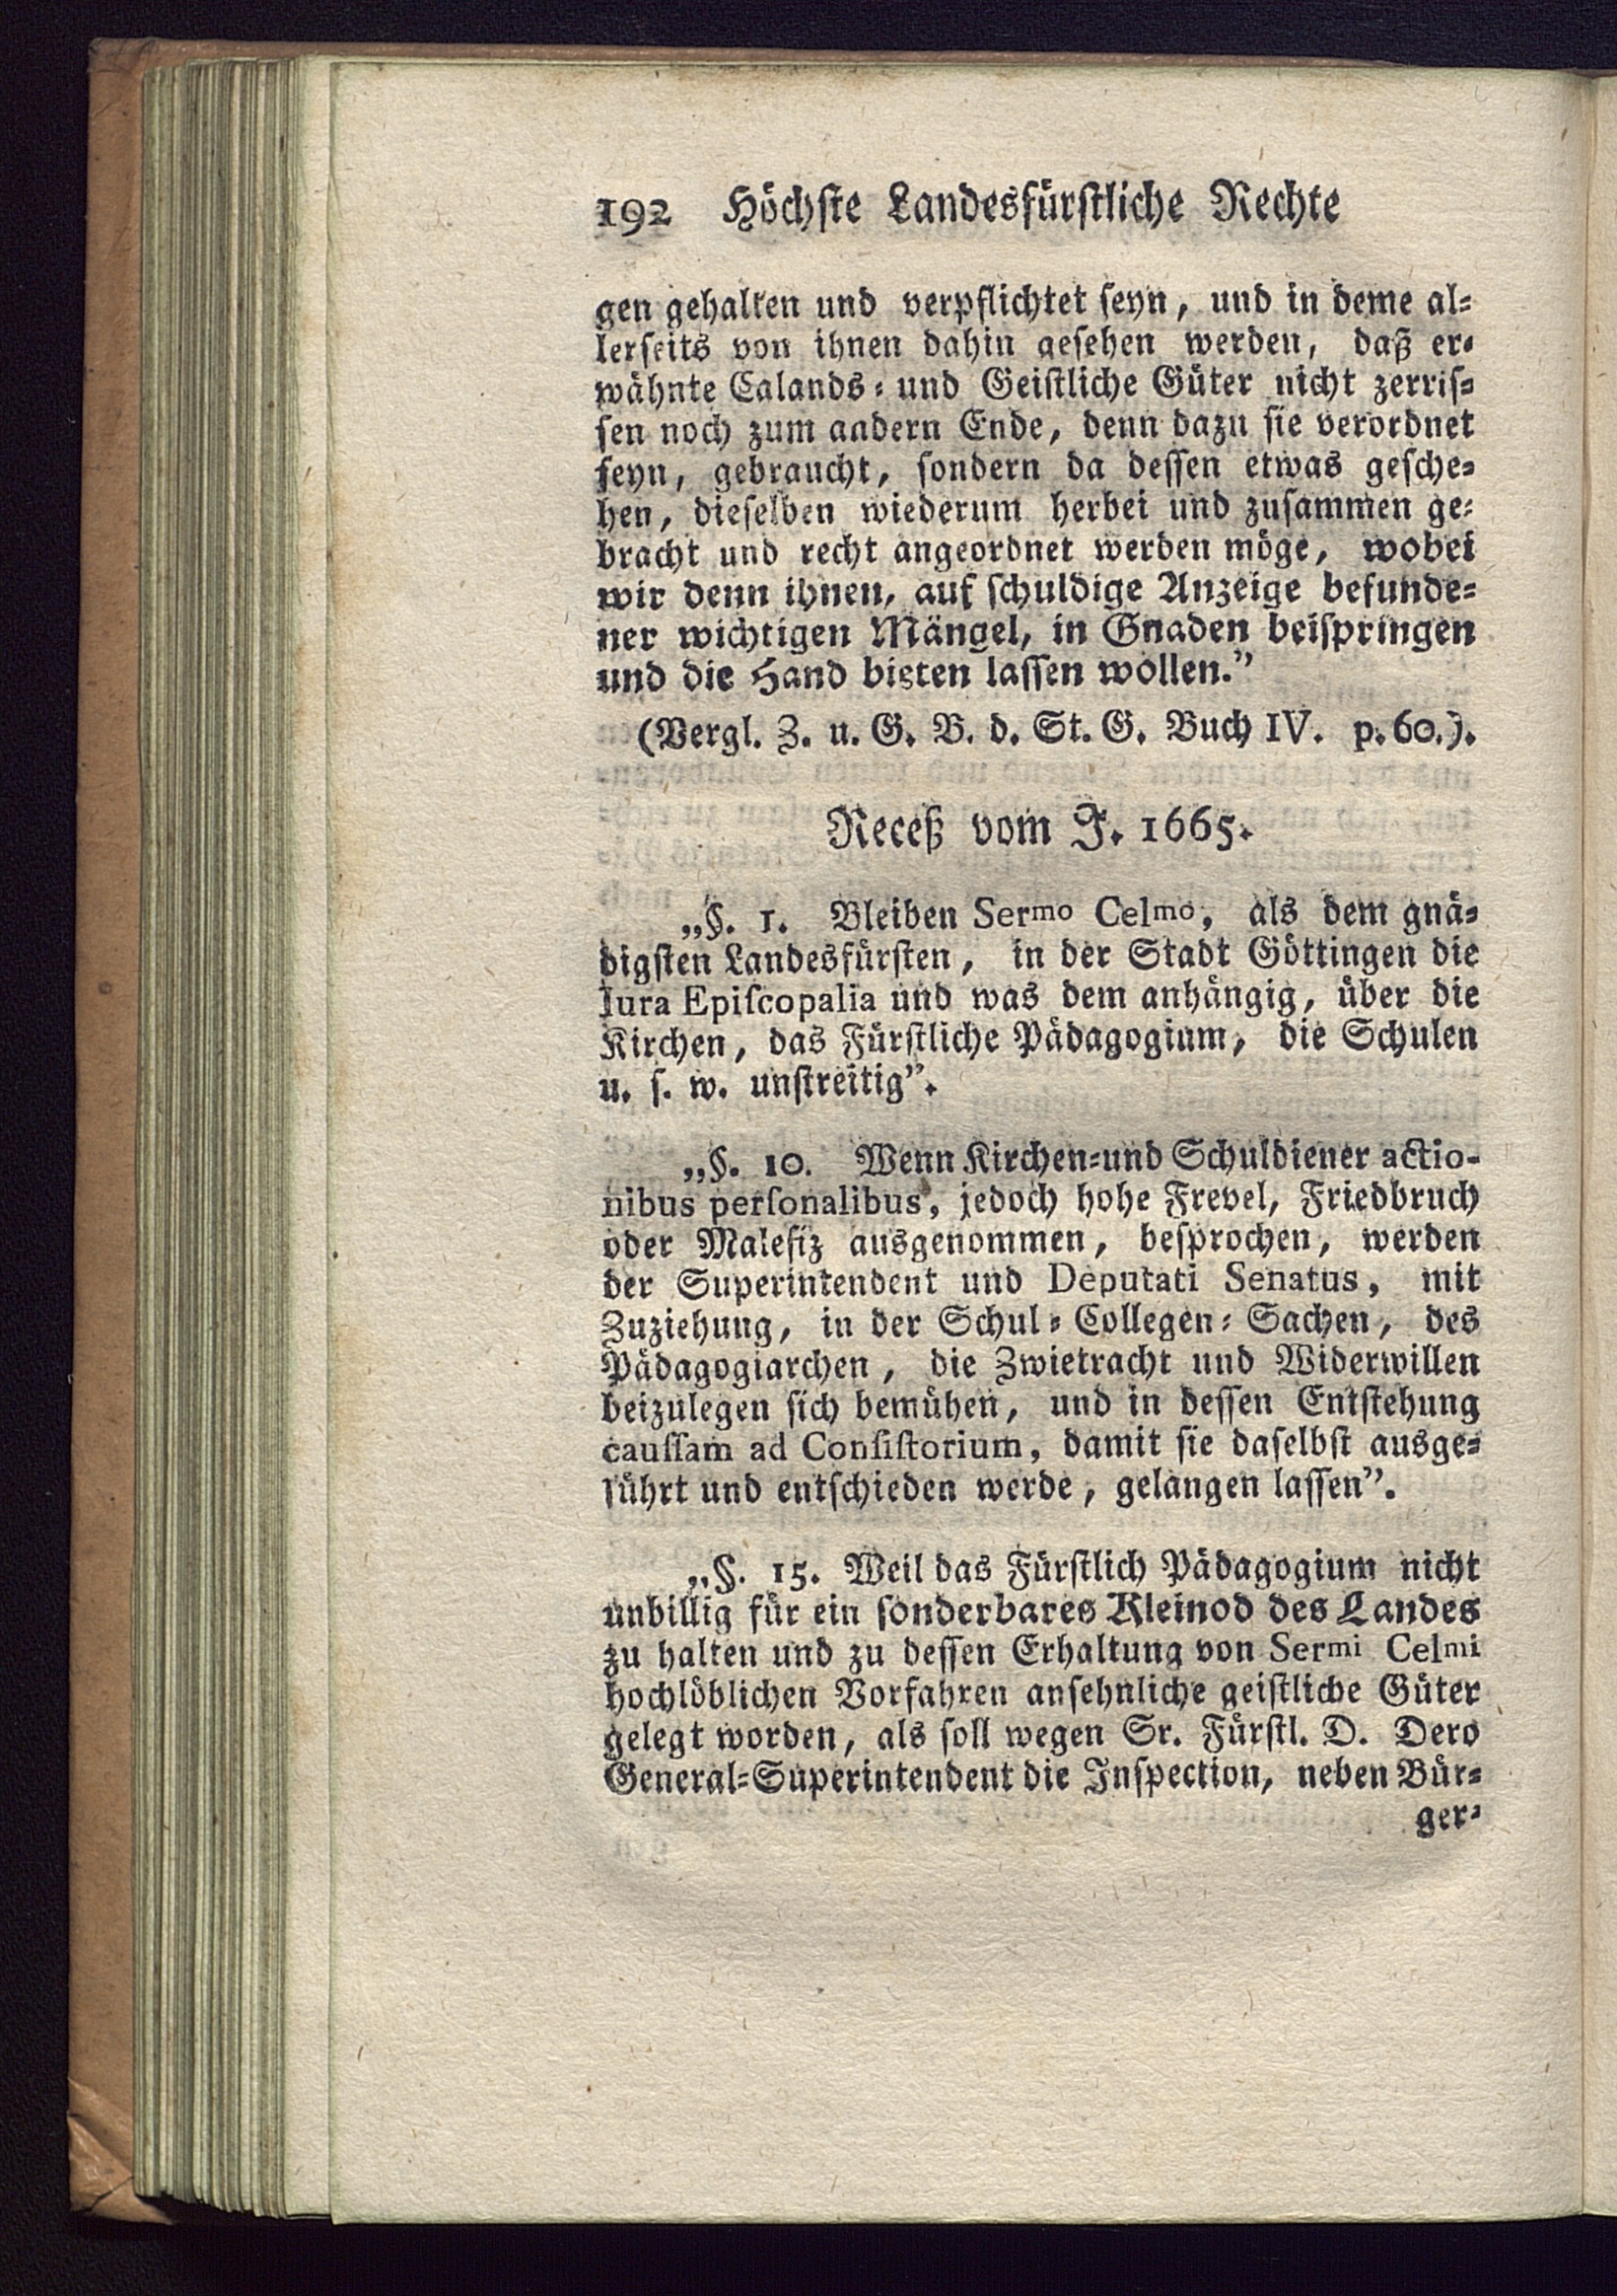 192 Höchste Landesfürstliche Rechte
gen gehalten und verpflichtet seyn, und in deme al-
lerseits von ihnen dahin gesehen werden, daß er-
wähnte Calands- und Geistliche Güter nicht zerris-
sen noch zum andern Ende, denn dazu sie verordnet
seyn, gebraucht, sondern da dessen etwas gesche-
hen, dieselben wiederum herbei und zusammen ge-
bracht und recht angeordnet werden möge, wobei
wir denn ihnen, auf schuldige Anzeige befunde-
ner wichtigen Mängel, in Gnaden beispringen
und die Hand bieten lassen wollen.”
(Vergl. Z. u. G. B. d. St. G. Buch IV. p. 60.).
Receß vom J. 1665.
„§. 1. Bleiben Sermo Celmo, als dem gnä-
digsten Landesfürsten, in der Stadt Göttingen die
Iura Episcopalia und was dem anhängig, über die
Kirchen, das Fürstliche Pädagogium, die Schulen
u. s. w. unstreitig”.
„§. 10. Wenn Kirchen-und Schuldiener actio-
nibus personalibus, jedoch hohe Frevel, Friedbruch
oder Malefiz ausgenommen, besprochen, werden
der Superintendent und Deputati Senatus, mit
Zuziehung, in der Schul-Collegen-Sachen, des
Pädagogiarchen, die Zwietracht und Widerwillen
beizulegen sich bemühen, und in dessen Entstehung
caussam ad Consistorium, damit sie daselbst ausge-
führt und entschieden werde, gelangen lassen”.
„§. 15. Weil das Fürstlich Pädagogium nicht
unbillig für ein sonderbares Kleinod des Landes
zu halten und zu dessen Erhaltung von Sermi Celmi
hochlöblichen Vorfahren ansehnliche geistliche Güter
gelegt worden, als soll wegen Sr. Fürstl. D. Dero
General-Superintendent die Inspection, neben Bür-
ger-